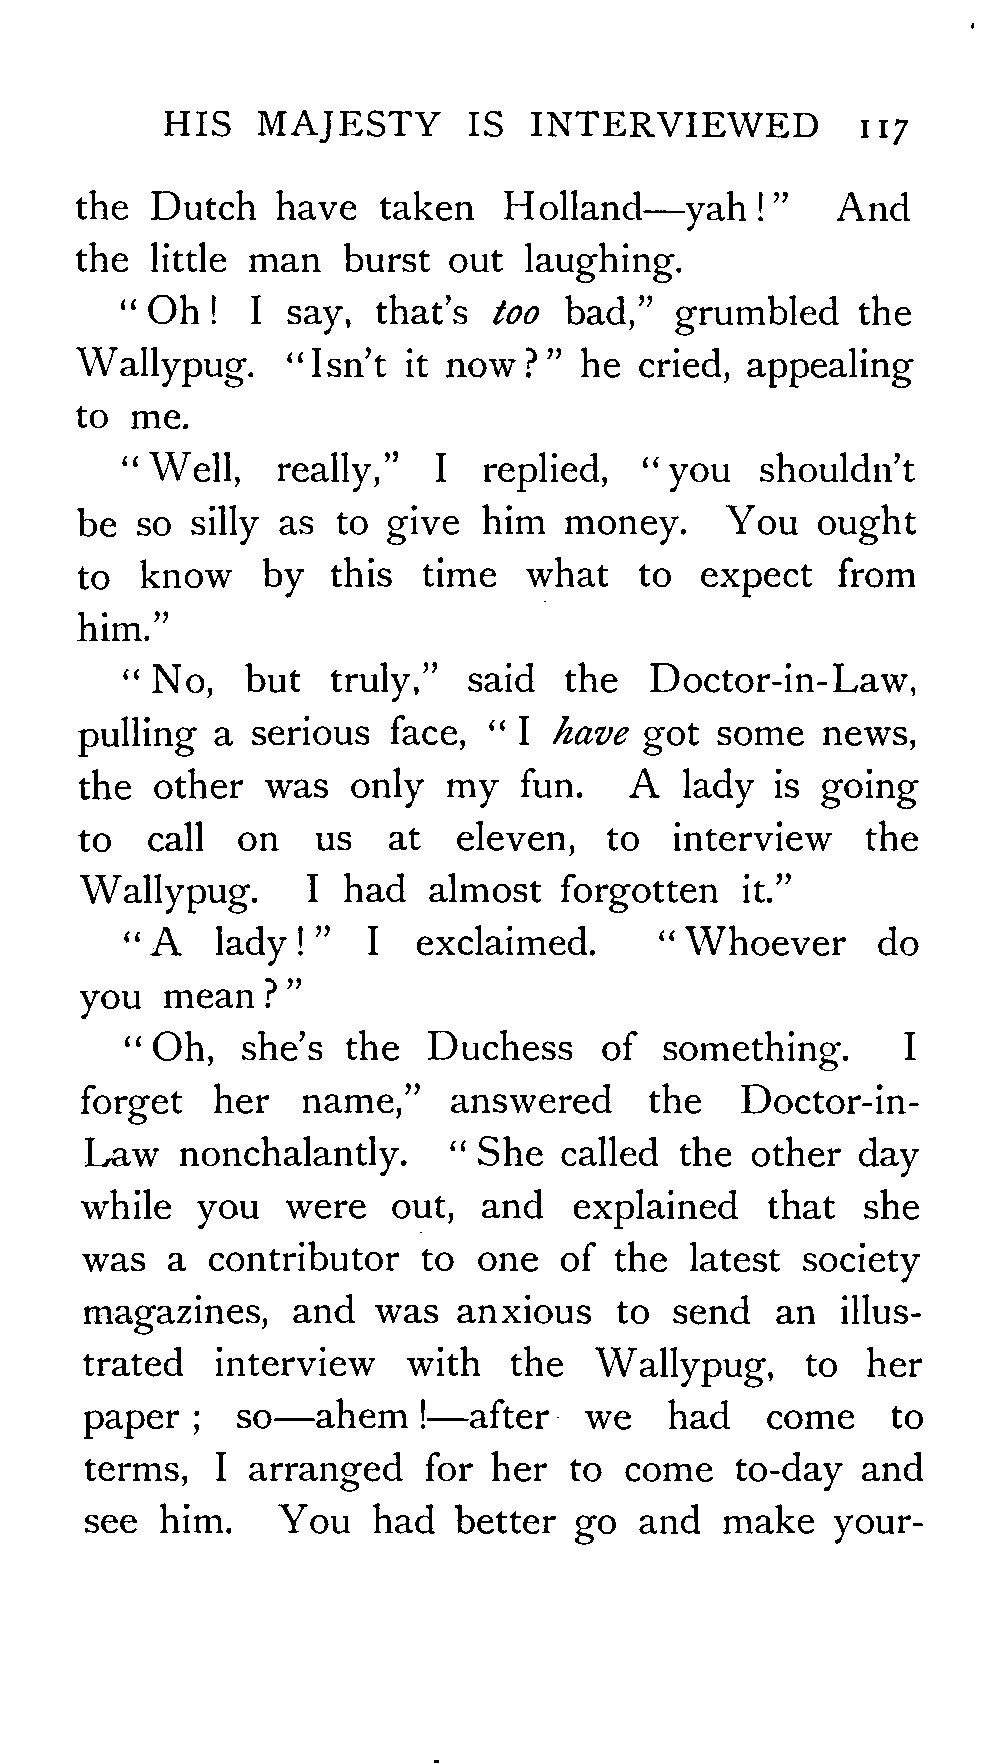 HIS MAJESTY IS INTERVIEWED 117
the Dutch have taken Holland—yah!" And
the little man burst out laughing.
"Oh! I say, that's too bad," grumbled the
Wallypug. "Isn't it now?" he cried, appealing
to me.
"Well, really," I replied, "you shouldn't
be so silly as to give him money. You ought
to know by this time what to expect from
him."
"No, but truly," said the Doctor-in-Law,
pulling a serious face, "I have got some news,
the other was only my fun. A lady is going
to call on us at eleven, to interview the
Wallypug. I had almost forgotten it."
"A lady!" I exclaimed. "Whoever do
you mean?"
"Oh, she's the Duchess of something. I
forget her name," answered the Doctor-in-
Law nonchalantly. "She called the other day
while you were out, and explained that she
was a contributor to one of the latest society
magazines, and was anxious to send an illus-
trated interview with the Wallypug, to her
paper; so—ahem!—after we had come to
terms, I arranged for her to come to-day and
see him. You had better go and make your-